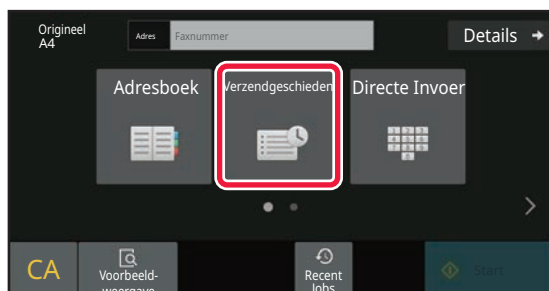 Origineel
A4
Adres
Faxnummer
Details
Adresboek
Verzendgeschieden
Directe Invoer
CA
Voorbeeld-
weergave
Recent
Jobs
Start